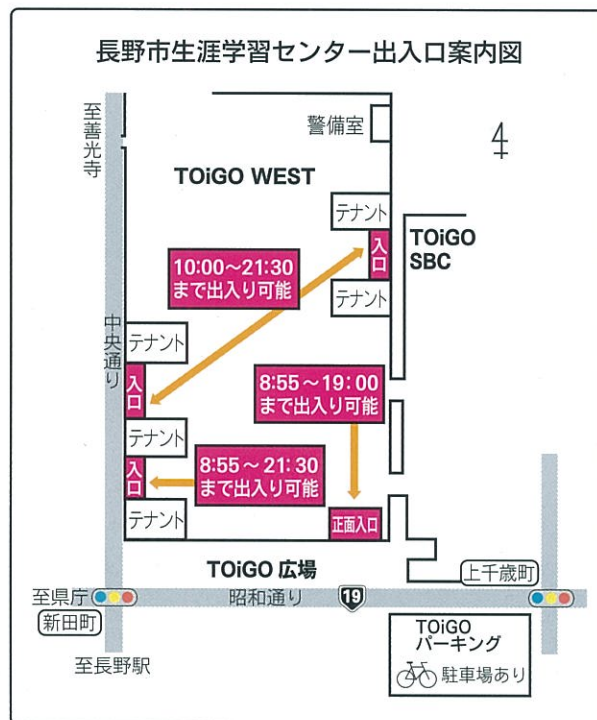 長野市生涯学習センター出入口案内図
至善光寺
警備室
4
TOiGO WEST
テナント
入口
テナント
TOiGO
SBC
10:00～21:30
まで出入り可能
中央通り
テナント
入口
テナント
入口
テナント
8:55～19:00
まで出入り可能
8:55～21:30
まで出入り可能
正面入口
TOiGO 広場
上千歳町
至県庁
新田町
昭和通り
19
至長野駅
TOiGO
パーキング
駐車場あり